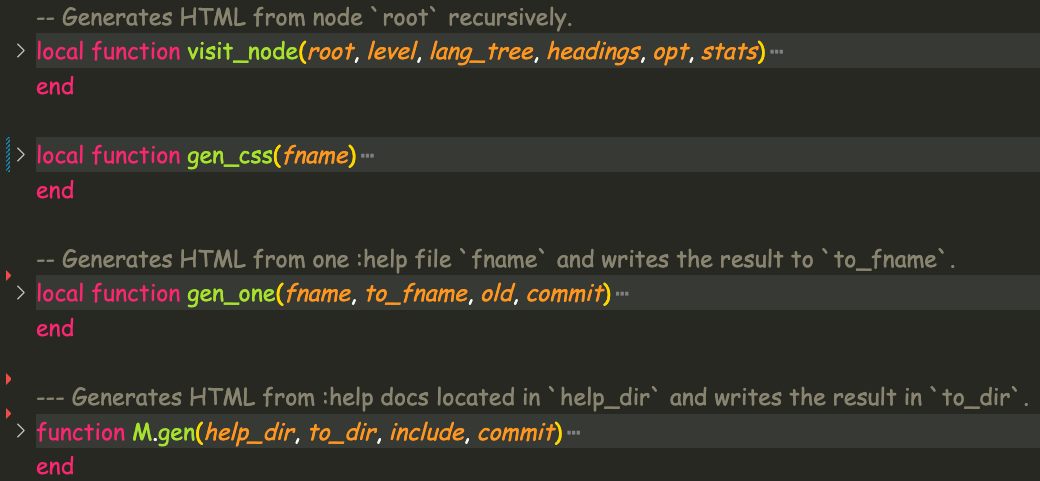 -- Generates HTML from node `root` recursively.
local function visit_node(root, level, lang_tree, headings, opt, stats)⋯
end
local function gen_css(fname)⋯
end
-- Generates HTML from one :help file `fname` and writes the result to `to_fname`.
local function gen_one(fname, to_fname, old, commit)⋯
end
--- Generates HTML from :help docs located in `help_dir` and writes the result in `to_dir`.
function M.gen(help_dir, to_dir, include, commit)⋯
end